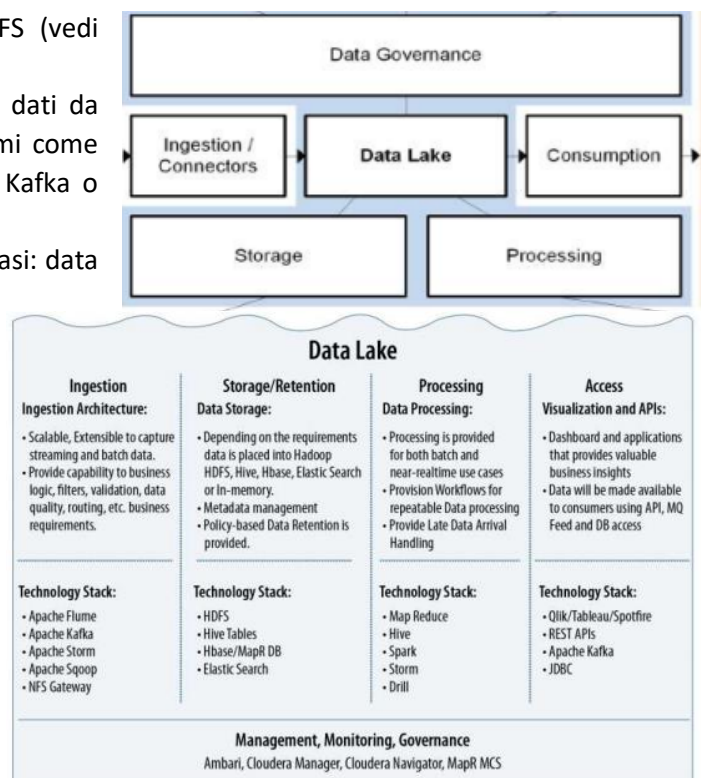 FS (vedi
dati da
mi come
Kafka o
asi: data
Data Governance
Ingestion /
Connectors
Data Lake
Consumption
Storage
Processing
Data Lake
Ingestion
Ingestion Architecture:
• Scalable, Extensible to capture
streaming and batch data.
• Provide capability to business
logic, filters, validation, data
quality, routing, etc. business
requirements.
Technology Stack:
• Apache Flume
• Apache Kafka
• Apache Storm
• Apache Sqoop
• NFS Gateway
Storage/Retention
Data Storage:
• Depending on the requirements
data is placed into Hadoop
HDFS, Hive, Hbase, Elastic Search
or In-memory.
• Metadata management
• Policy-based Data Retention is
provided.
Technology Stack:
• HDFS
• Hive Tables
• Hbase/MapR DB
• Elastic Search
Processing
Data Processing:
• Processing is provided
for both batch and
near-realtime use cases
• Provision Workflows for
repeatable Data processing
• Provide Late Data Arrival
Handling
Technology Stack:
• Map Reduce
• Hive
• Spark
• Storm
• Drill
Access
Visualization and APIs:
• Dashboard and applications
that provides valuable
business insights
• Data will be made available
to consumers using API, MQ
Feed and DB access
Technology Stack:
• Qlik/Tableau/Spotfire
• REST APIs
• Apache Kafka
• JDBC
Management, Monitoring, Governance
Ambari, Cloudera Manager, Cloudera Navigator, MapR MCS